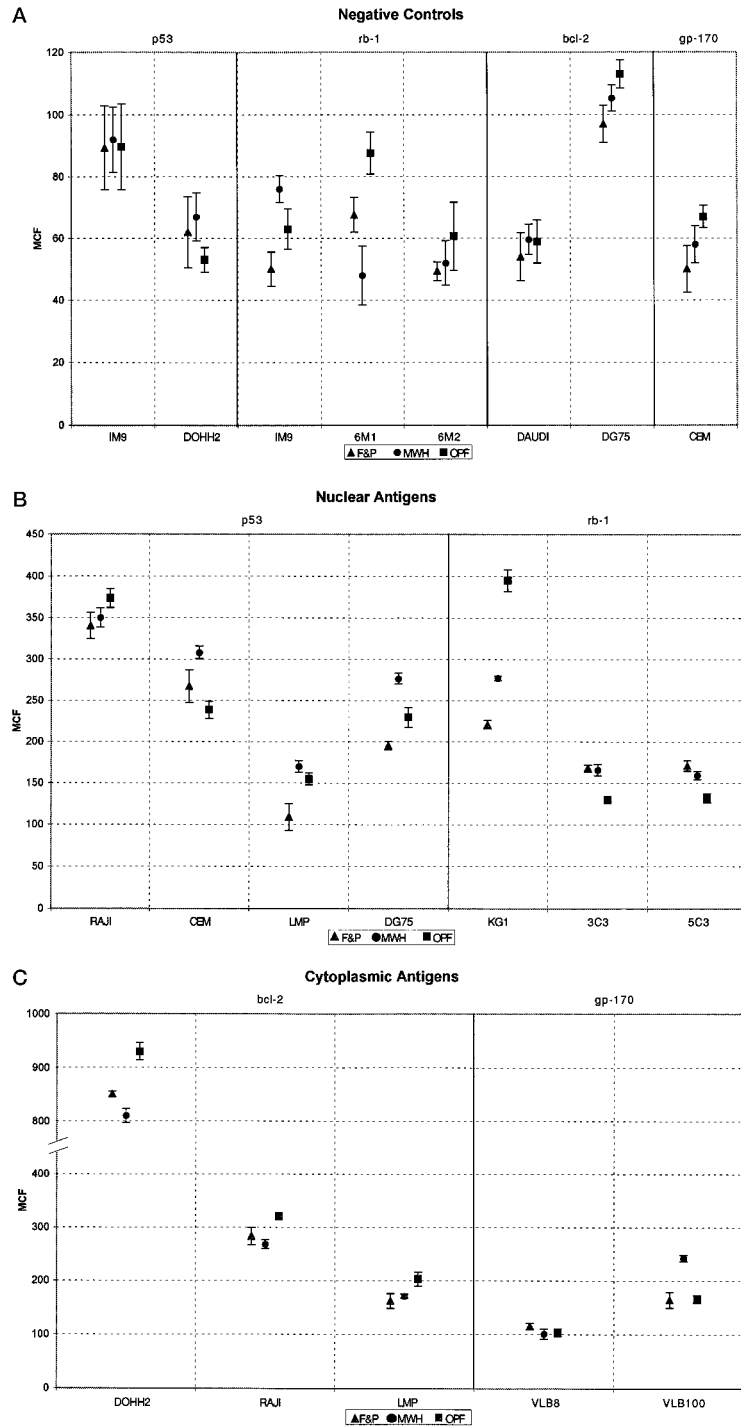 A
Negative Controls
p53 rb-1 bcl-2 gp-170
120
100
80
60
40
20
0
MCF
IM9 DOHH2 IM9 6M1 6M2 DAUDI DG75 CEM
F&P MWH OPF
B
Nuclear Antigens
p53 rb-1
450
400
350
300
250
200
150
100
50
0
MCF
RAJI CEM LMP DG75 KG1 3C3 5C3
F&P MWH OPF
C
Cytoplasmic Antigens
bcl-2 gp-170
1000
900
800
400
300
200
100
0
MCF
DOHH2 RAJI LMP VLB8 VLB100
F&P MWH OPF